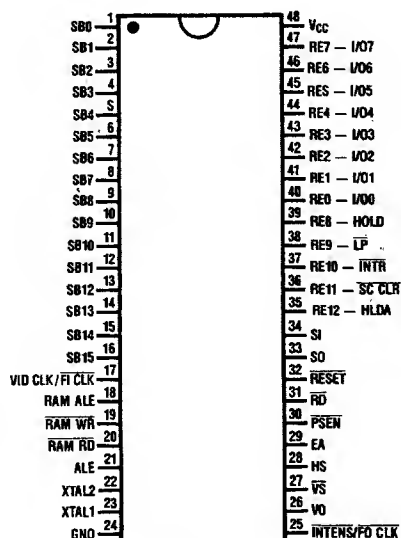 SB0 1
SB1 2
SB2 3
SB3 4
SB4 5
SB5 6
SB6 7
SB7 8
SB8 9
SB9 10
SB10 11
SB11 12
SB12 13
SB13 14
SB14 15
SB15 16
VID CLK/FI CLK 17
RAM ALE 18
RAM WR 19
RAM RD 20
ALE 21
XTAL2 22
XTAL1 23
GND 24
48 VCC
47 RE7 – I/O7
46 RE6 – I/O6
45 RE5 – I/O5
44 RE4 – I/O4
43 RE3 – I/O3
42 RE2 – I/O2
41 RE1 – I/O1
40 RE0 – I/O0
39 RE8 – HOLD
38 RE9 – LP
37 RE10 – INTR
36 RE11 – SC CLR
35 RE12 – HLDA
34 SI
33 SO
32 RESET
31 RD
30 PSEN
29 EA
28 HS
27 VS
26 VO
25 INTENS/FO CLK